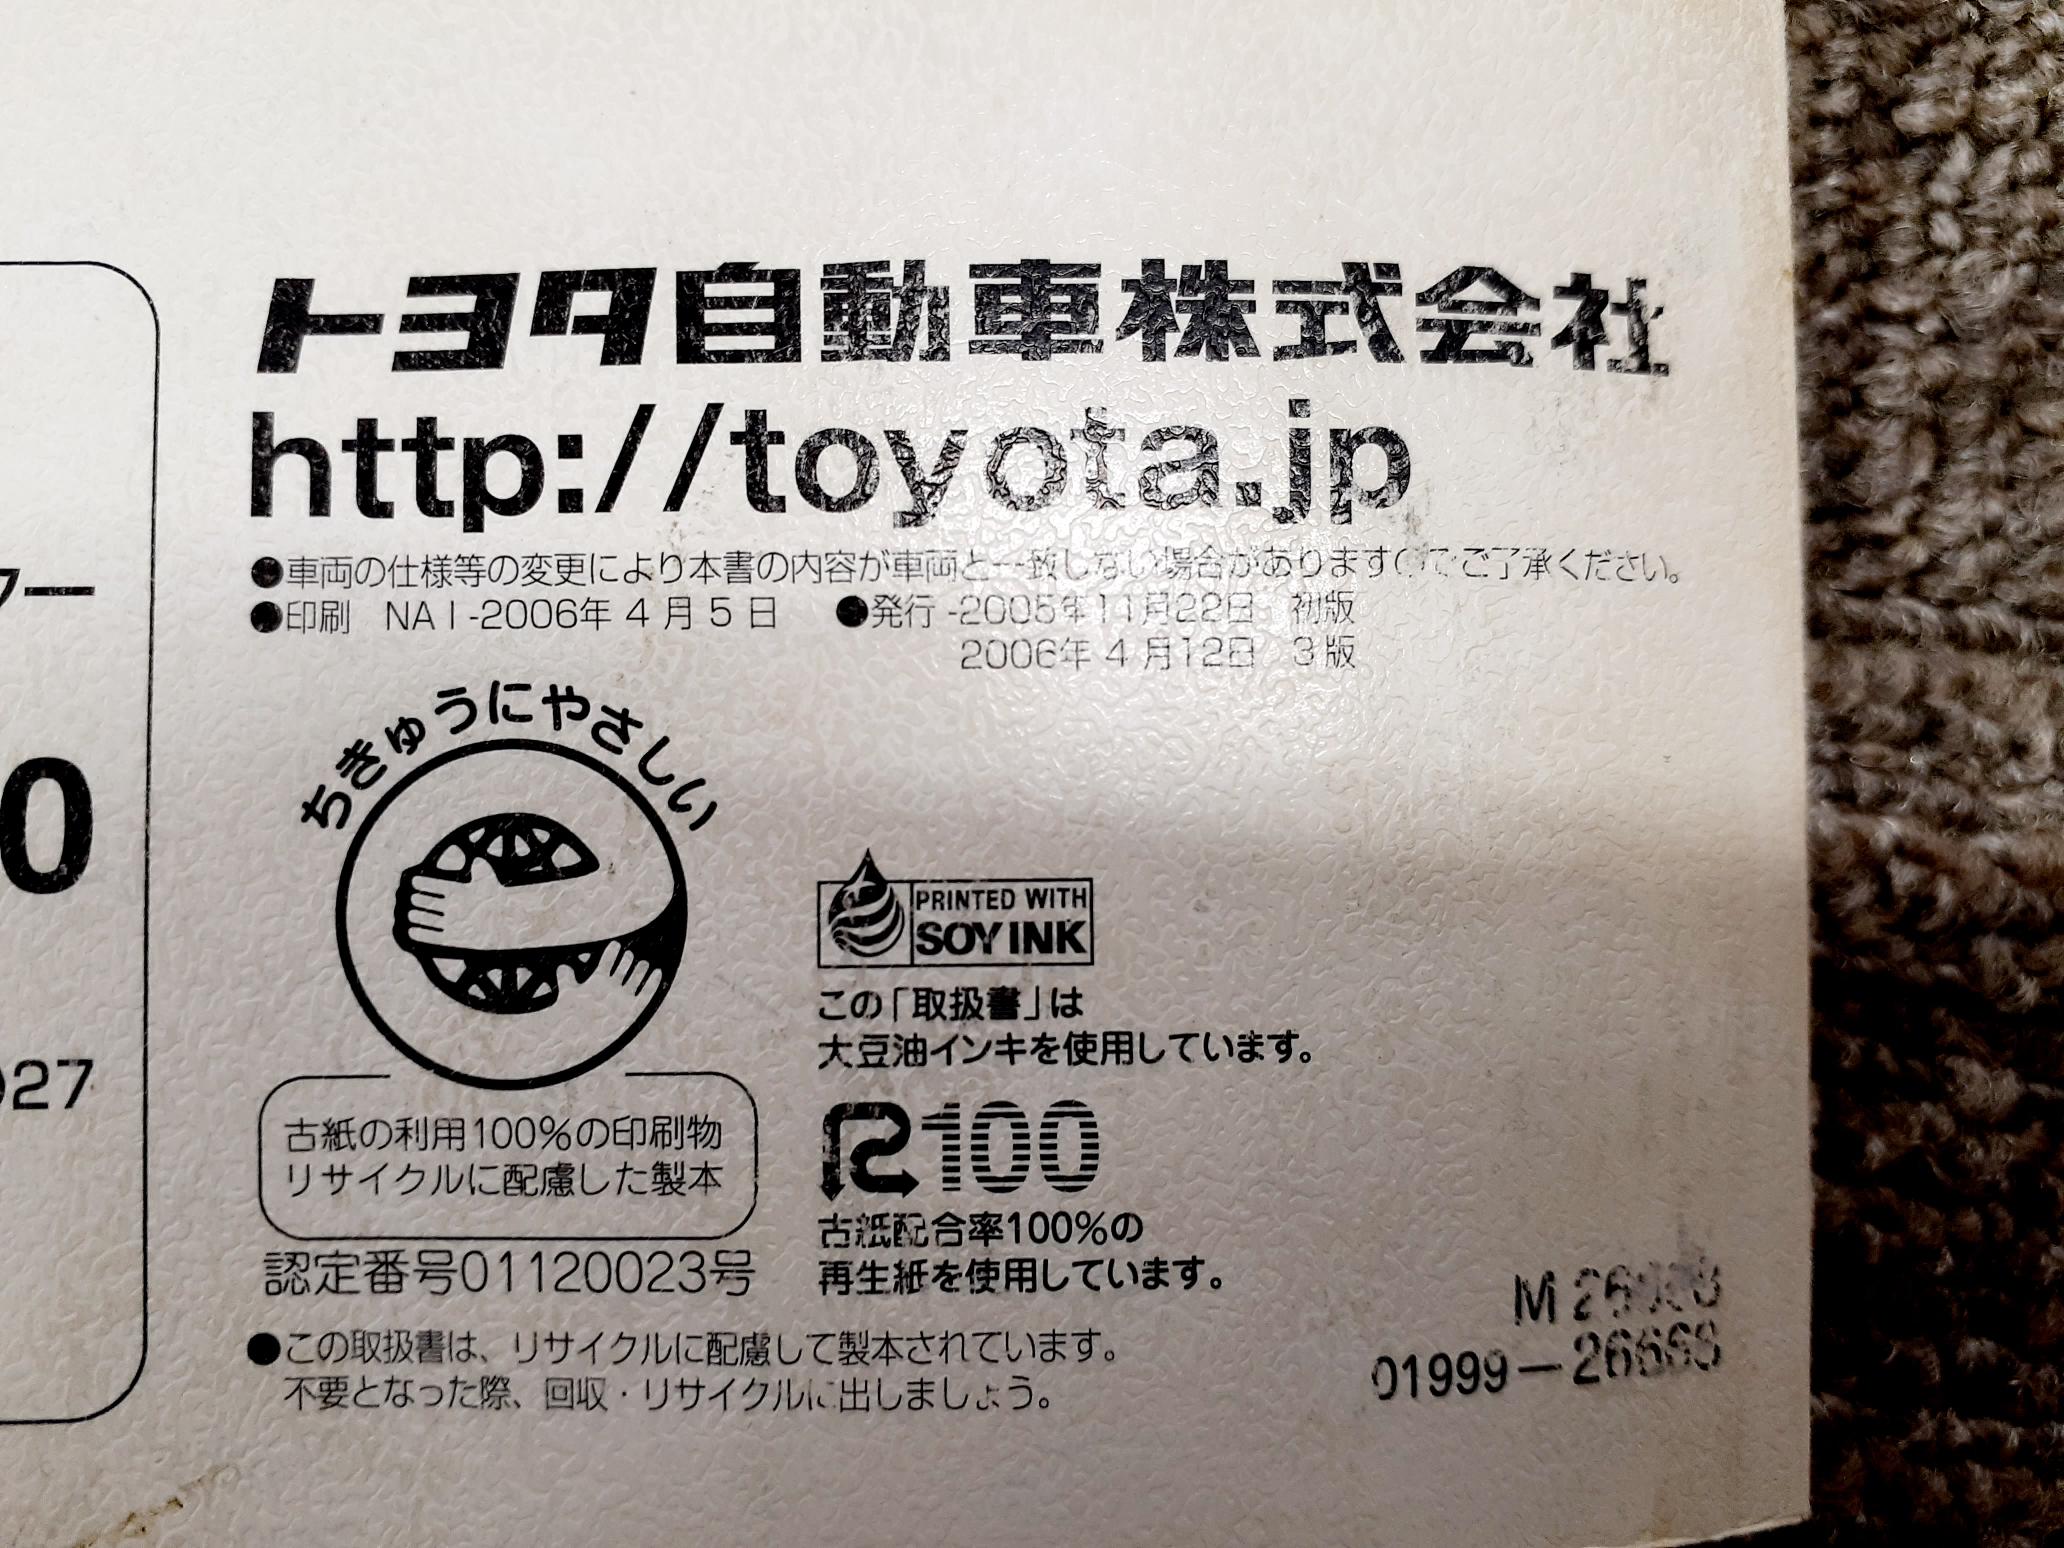 トヨタ自動車株式会社
http://toyota.jp
●車両の仕様等の変更により本書の内容が車両と一致しない場合がありますのでご了承ください。
●印刷 NAI-2006年4月5日 ●発行-2005年11月22日 初版
2006年4月12日 3版
ー
0
27
ちきゅうにやさしい
古紙の利用100%の印刷物
リサイクルに配慮した製本
認定番号01120023号
PRINTED WITH
SOY INK
この「取扱書」は
大豆油インキを使用しています。
R100
古紙配合率100%の
再生紙を使用しています。
●この取扱書は、リサイクルに配慮して製本されています。
不要となった際、回収・リサイクルに出しましょう。
M
01999-26668